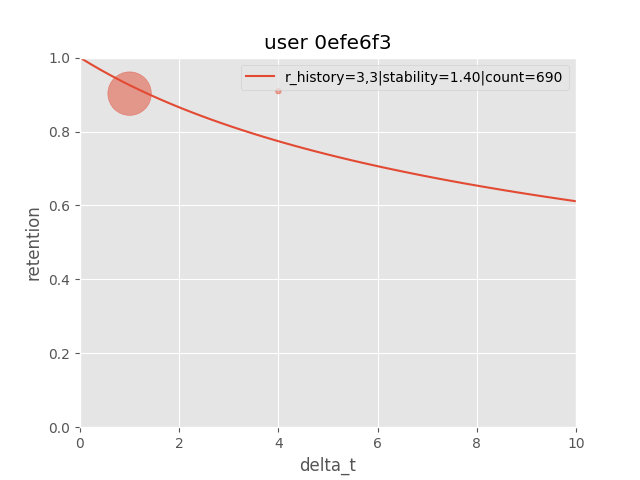 user 0efe6f3
r_history=3,3|stability=1.40|count=690
1.0
0.8
0.6
0.4
0.2
0.0
retention
0 2 4 6 8 10
delta_t